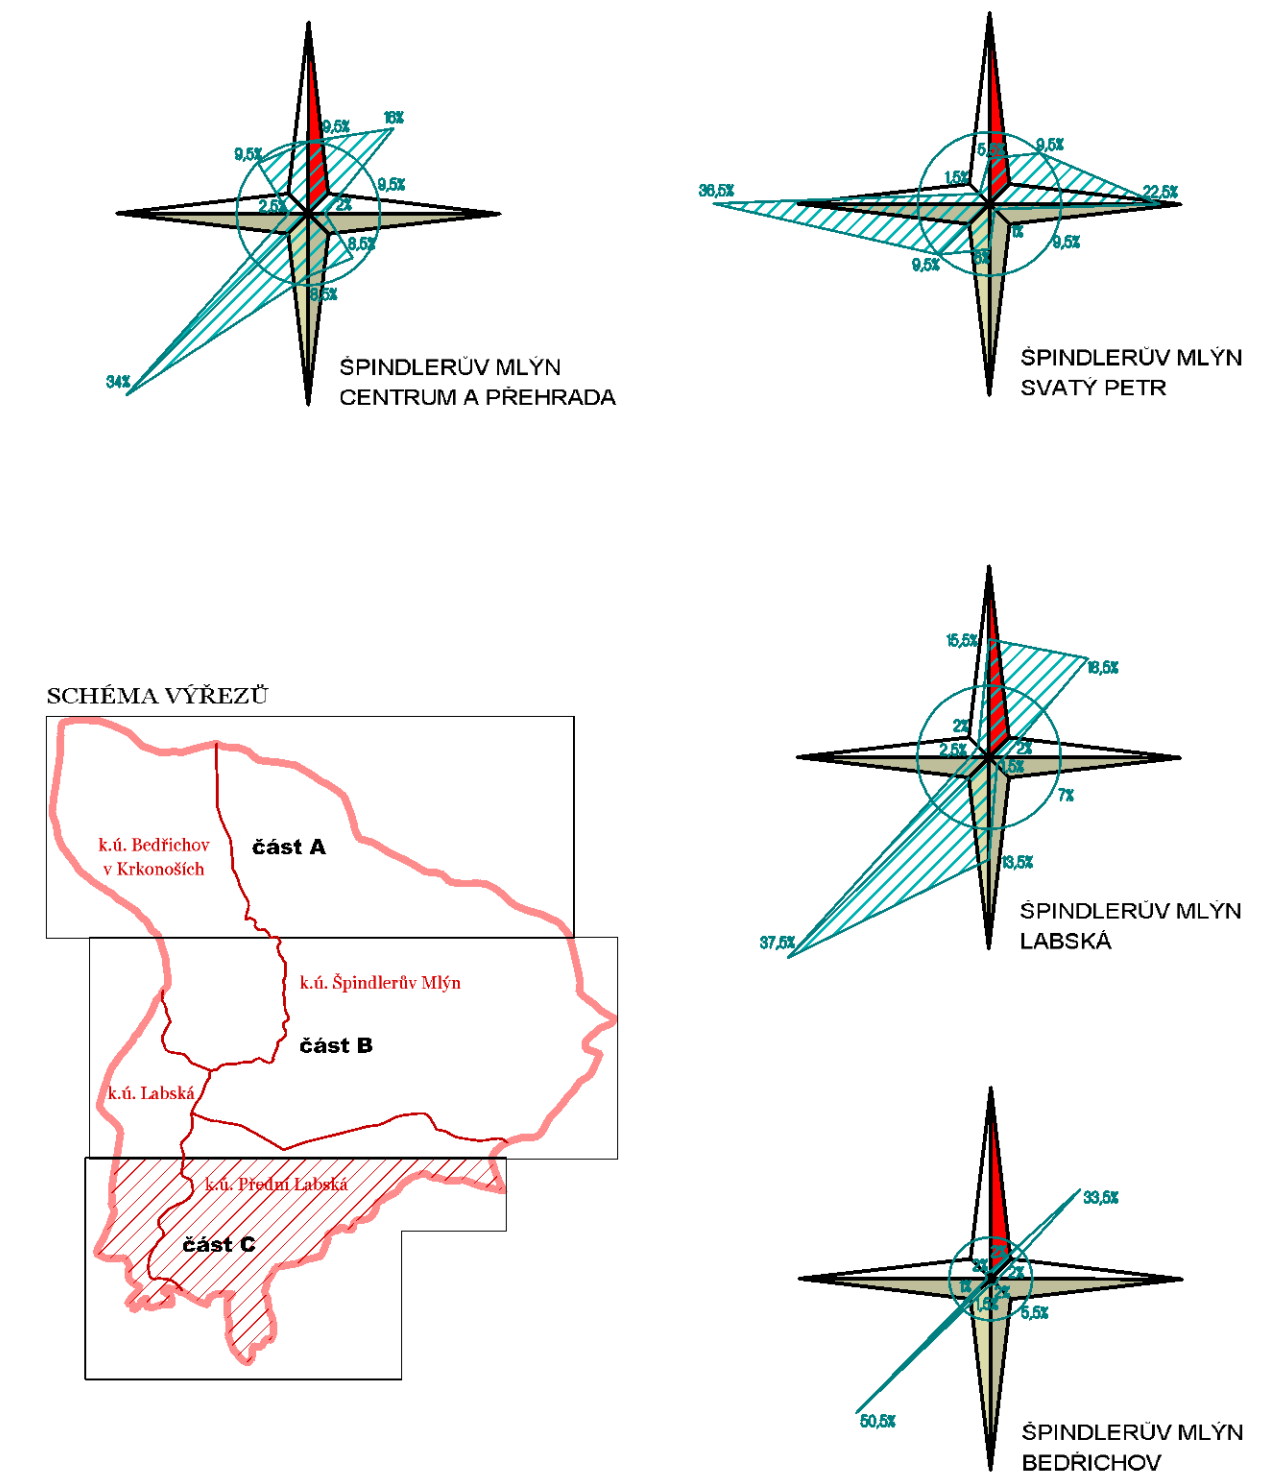 9,5%
16%
9,5%
9,5%
2,5%
2%
8,5%
8,5%
34%
ŠPINDLERŮV MLÝN
CENTRUM A PŘEHRADA
5,5%
9,5%
1,5%
36,5%
22,5%
1%
9,5%
6%
9,5%
ŠPINDLERŮV MLÝN
SVATÝ PETR
15,5%
18,5%
2%
2,5%
2%
1,5%
7%
13,5%
37,5%
ŠPINDLERŮV MLÝN
LABSKÁ
SCHÉMA VÝŘEZŮ
k.ú. Bedřichov
v Krkonoších
část A
k.ú. Špindlerův Mlýn
část B
k.ú. Labská
k.ú. Přední Labská
část C
33,5%
2%
2%
2%
1%
2%
1,5%
5,5%
50,5%
ŠPINDLERŮV MLÝN
BEDŘICHOV